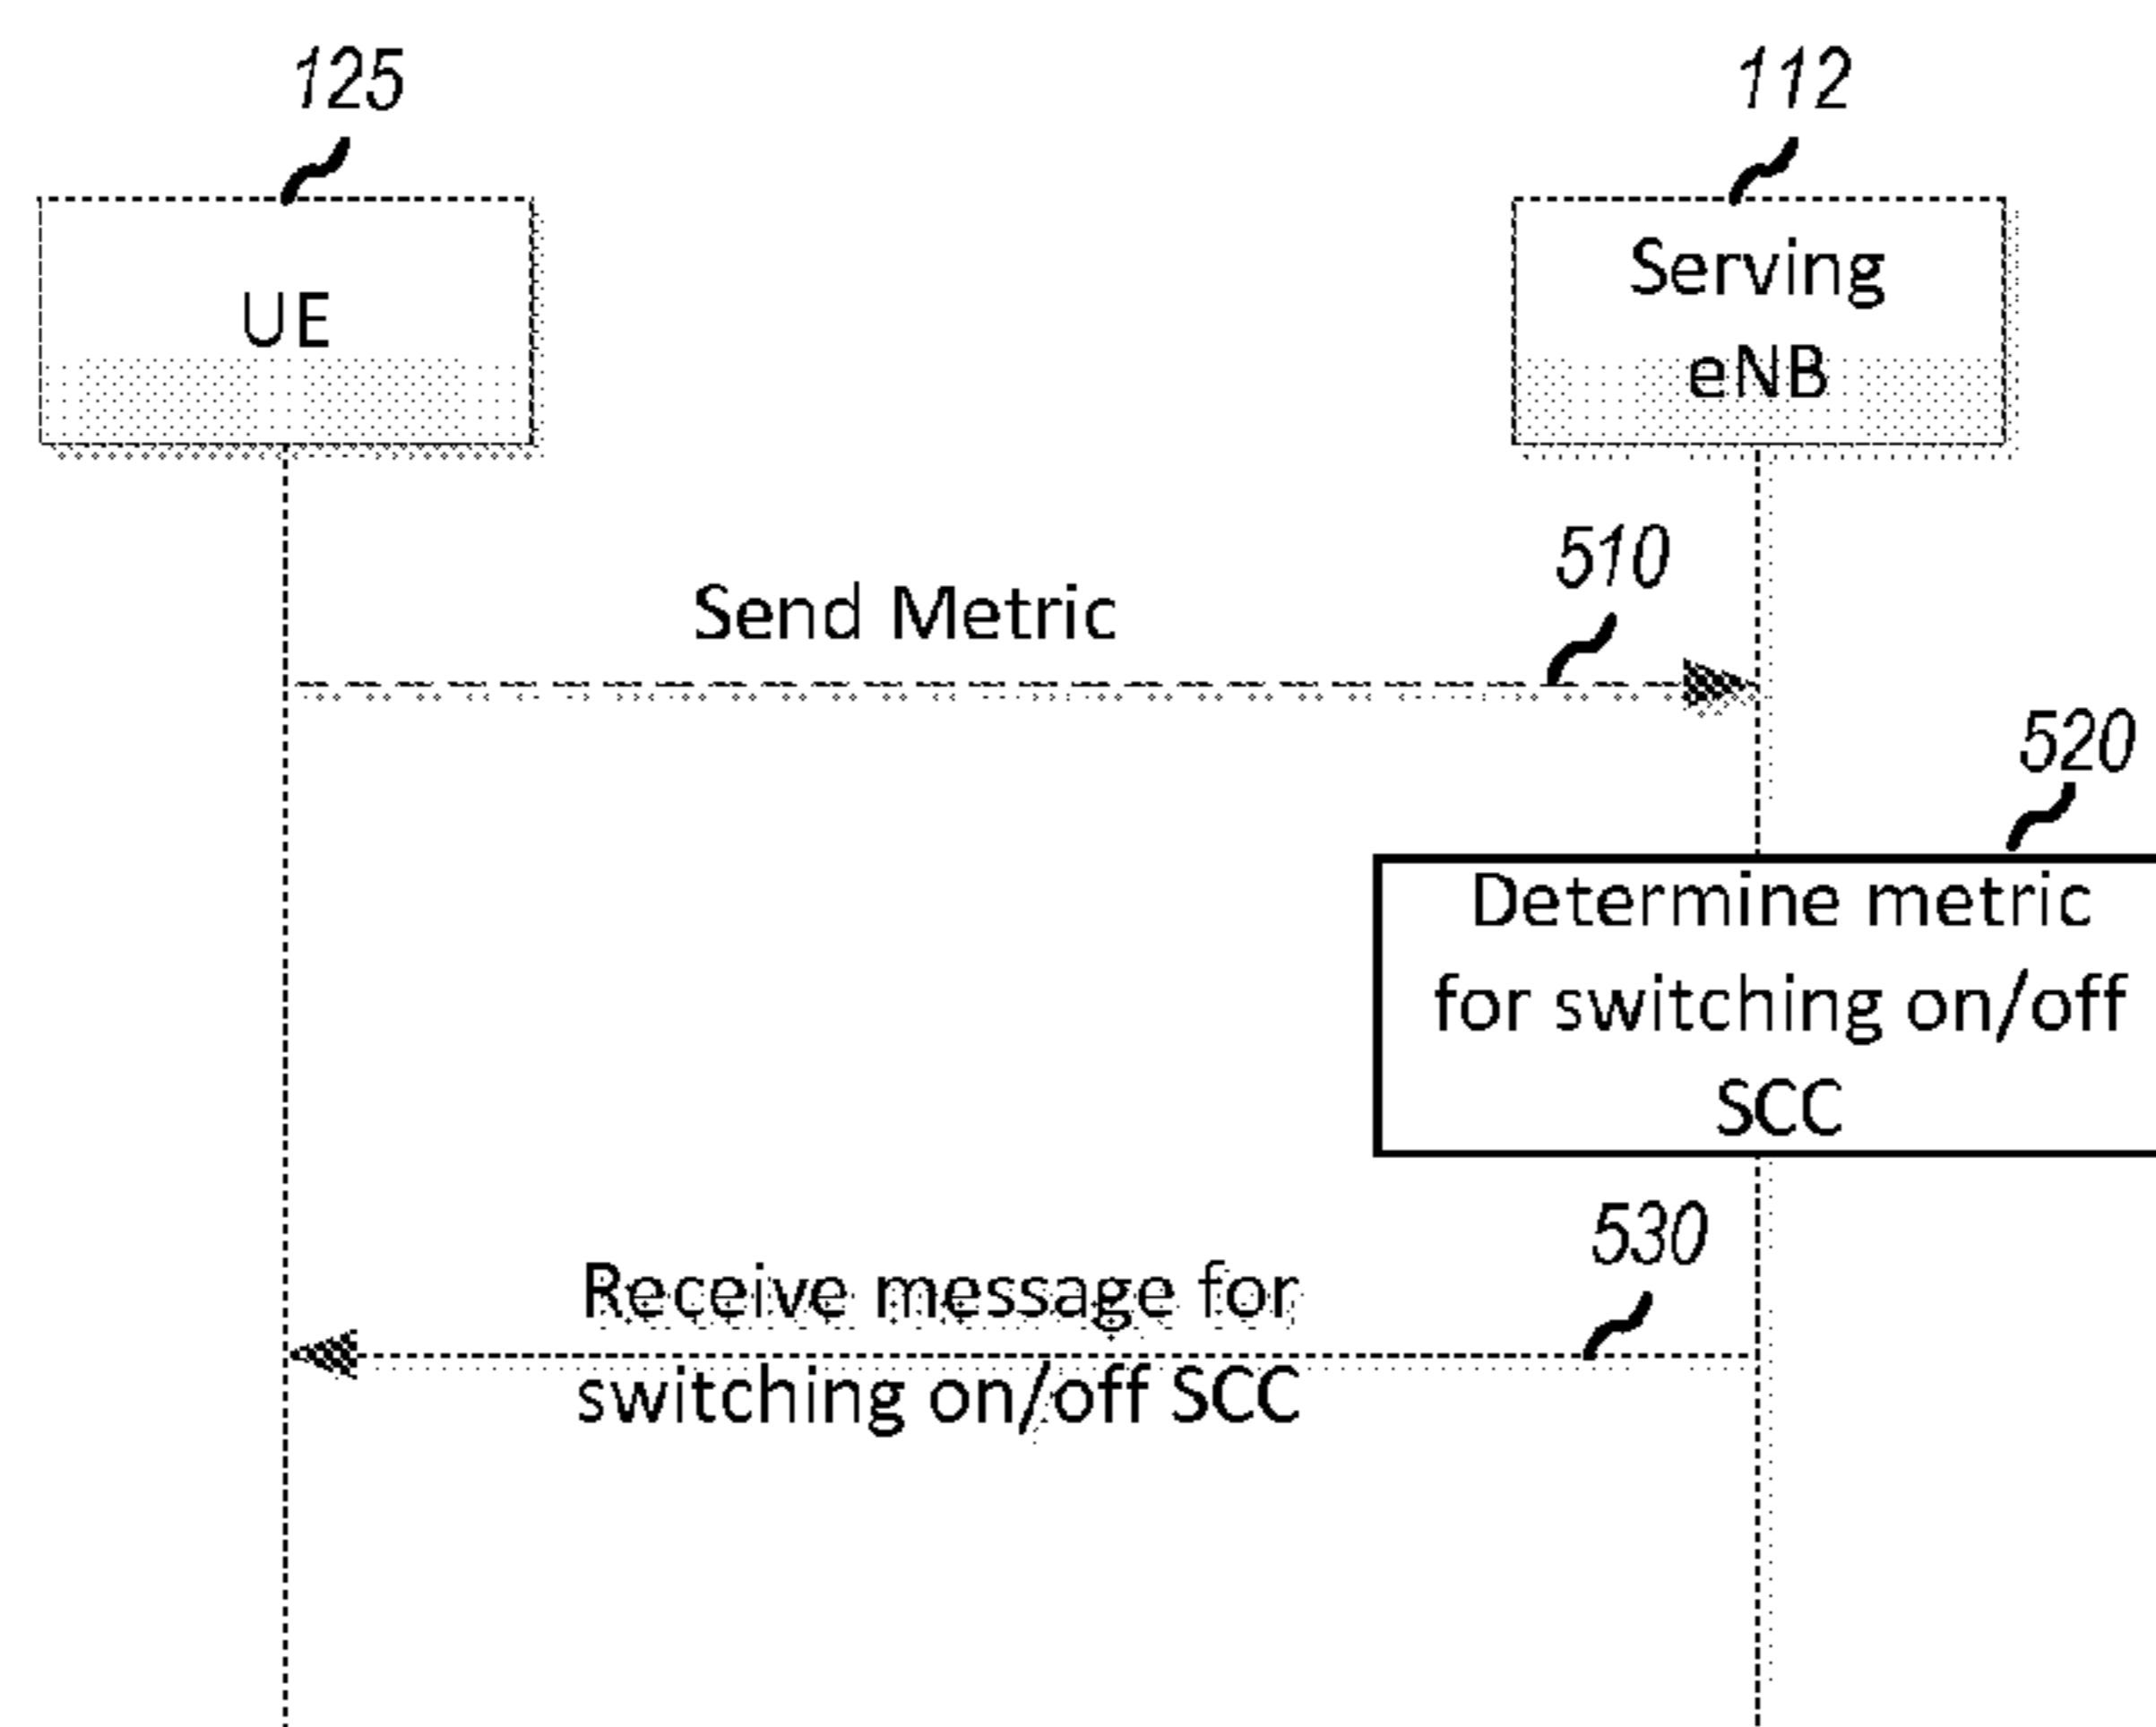 125
112
UE
Serving
eNB
510
Send Metric
520
Determine metric
for switching on/off
SCC
530
Receive message for
switching on/off SCC